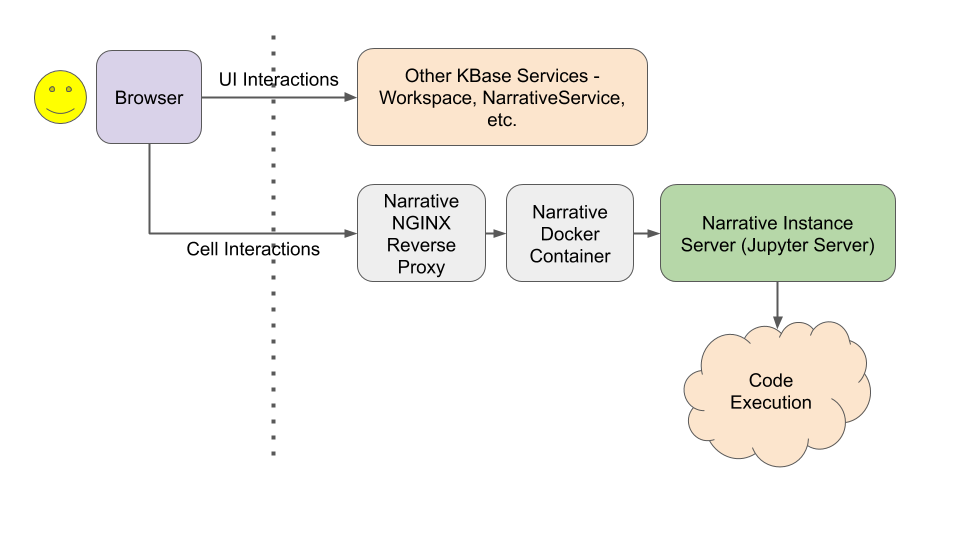 Browser
UI Interactions
Other KBase Services -
Workspace, NarrativeService,
etc.
Cell Interactions
Narrative
NGINX
Reverse
Proxy
Narrative
Docker
Container
Narrative Instance
Server (Jupyter Server)
Code
Execution